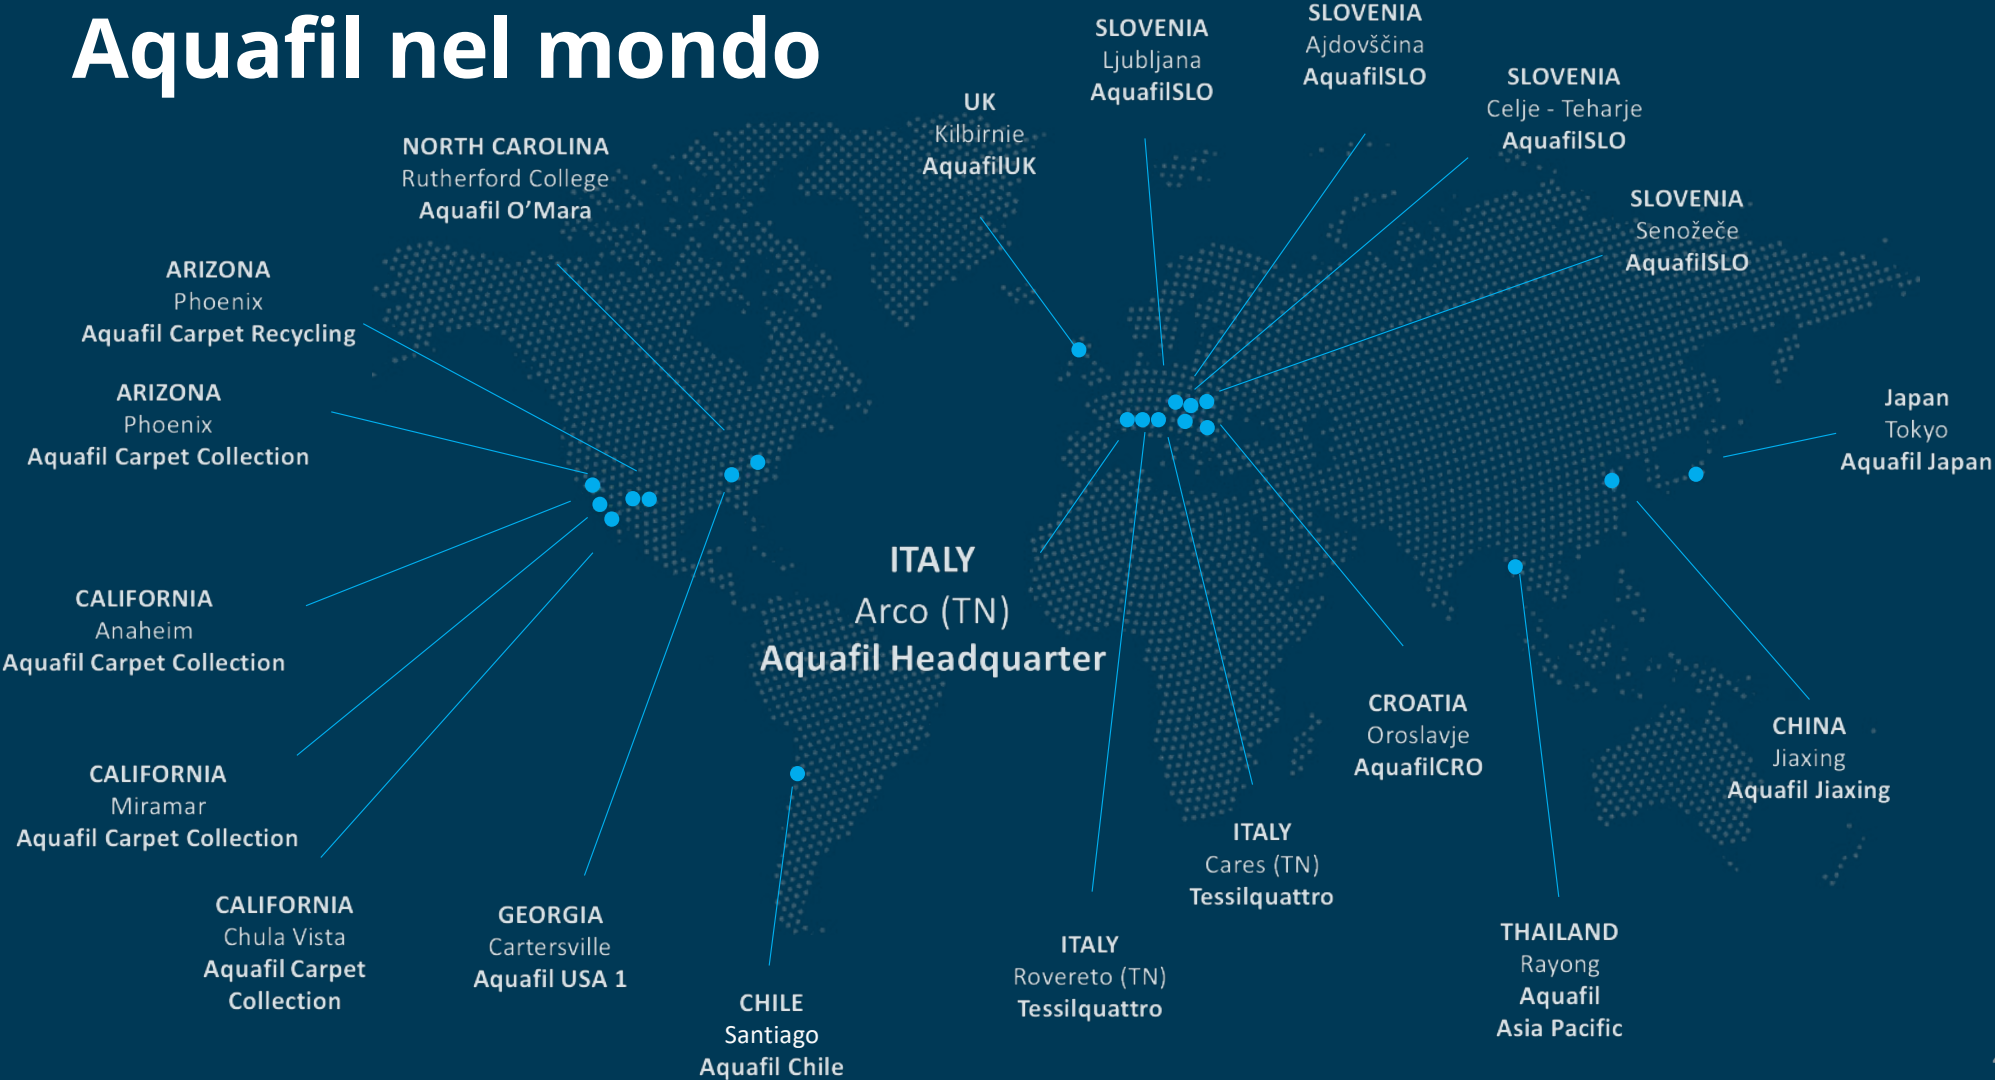 Aquafil nel mondo
SLOVENIA
Ljubljana
AquafilSLO
SLOVENIA
Ajdovščina
AquafilSLO
SLOVENIA
Celje - Teharje
AquafilSLO
UK
Kilbirnie
AquafilUK
NORTH CAROLINA
Rutherford College
Aquafil O’Mara
SLOVENIA
Senožeče
AquafilSLO
ARIZONA
Phoenix
Aquafil Carpet Recycling
ARIZONA
Phoenix
Aquafil Carpet Collection
Japan
Tokyo
Aquafil Japan
ITALY
Arco (TN)
Aquafil Headquarter
CALIFORNIA
Anaheim
Aquafil Carpet Collection
CROATIA
Oroslavje
AquafilCRO
CHINA
Jiaxing
Aquafil Jiaxing
CALIFORNIA
Miramar
Aquafil Carpet Collection
ITALY
Cares (TN)
Tessilquattro
CALIFORNIA
Chula Vista
Aquafil Carpet
Collection
GEORGIA
Cartersville
Aquafil USA 1
ITALY
Rovereto (TN)
Tessilquattro
THAILAND
Rayong
Aquafil
Asia Pacific
CHILE
Santiago
Aquafil Chile